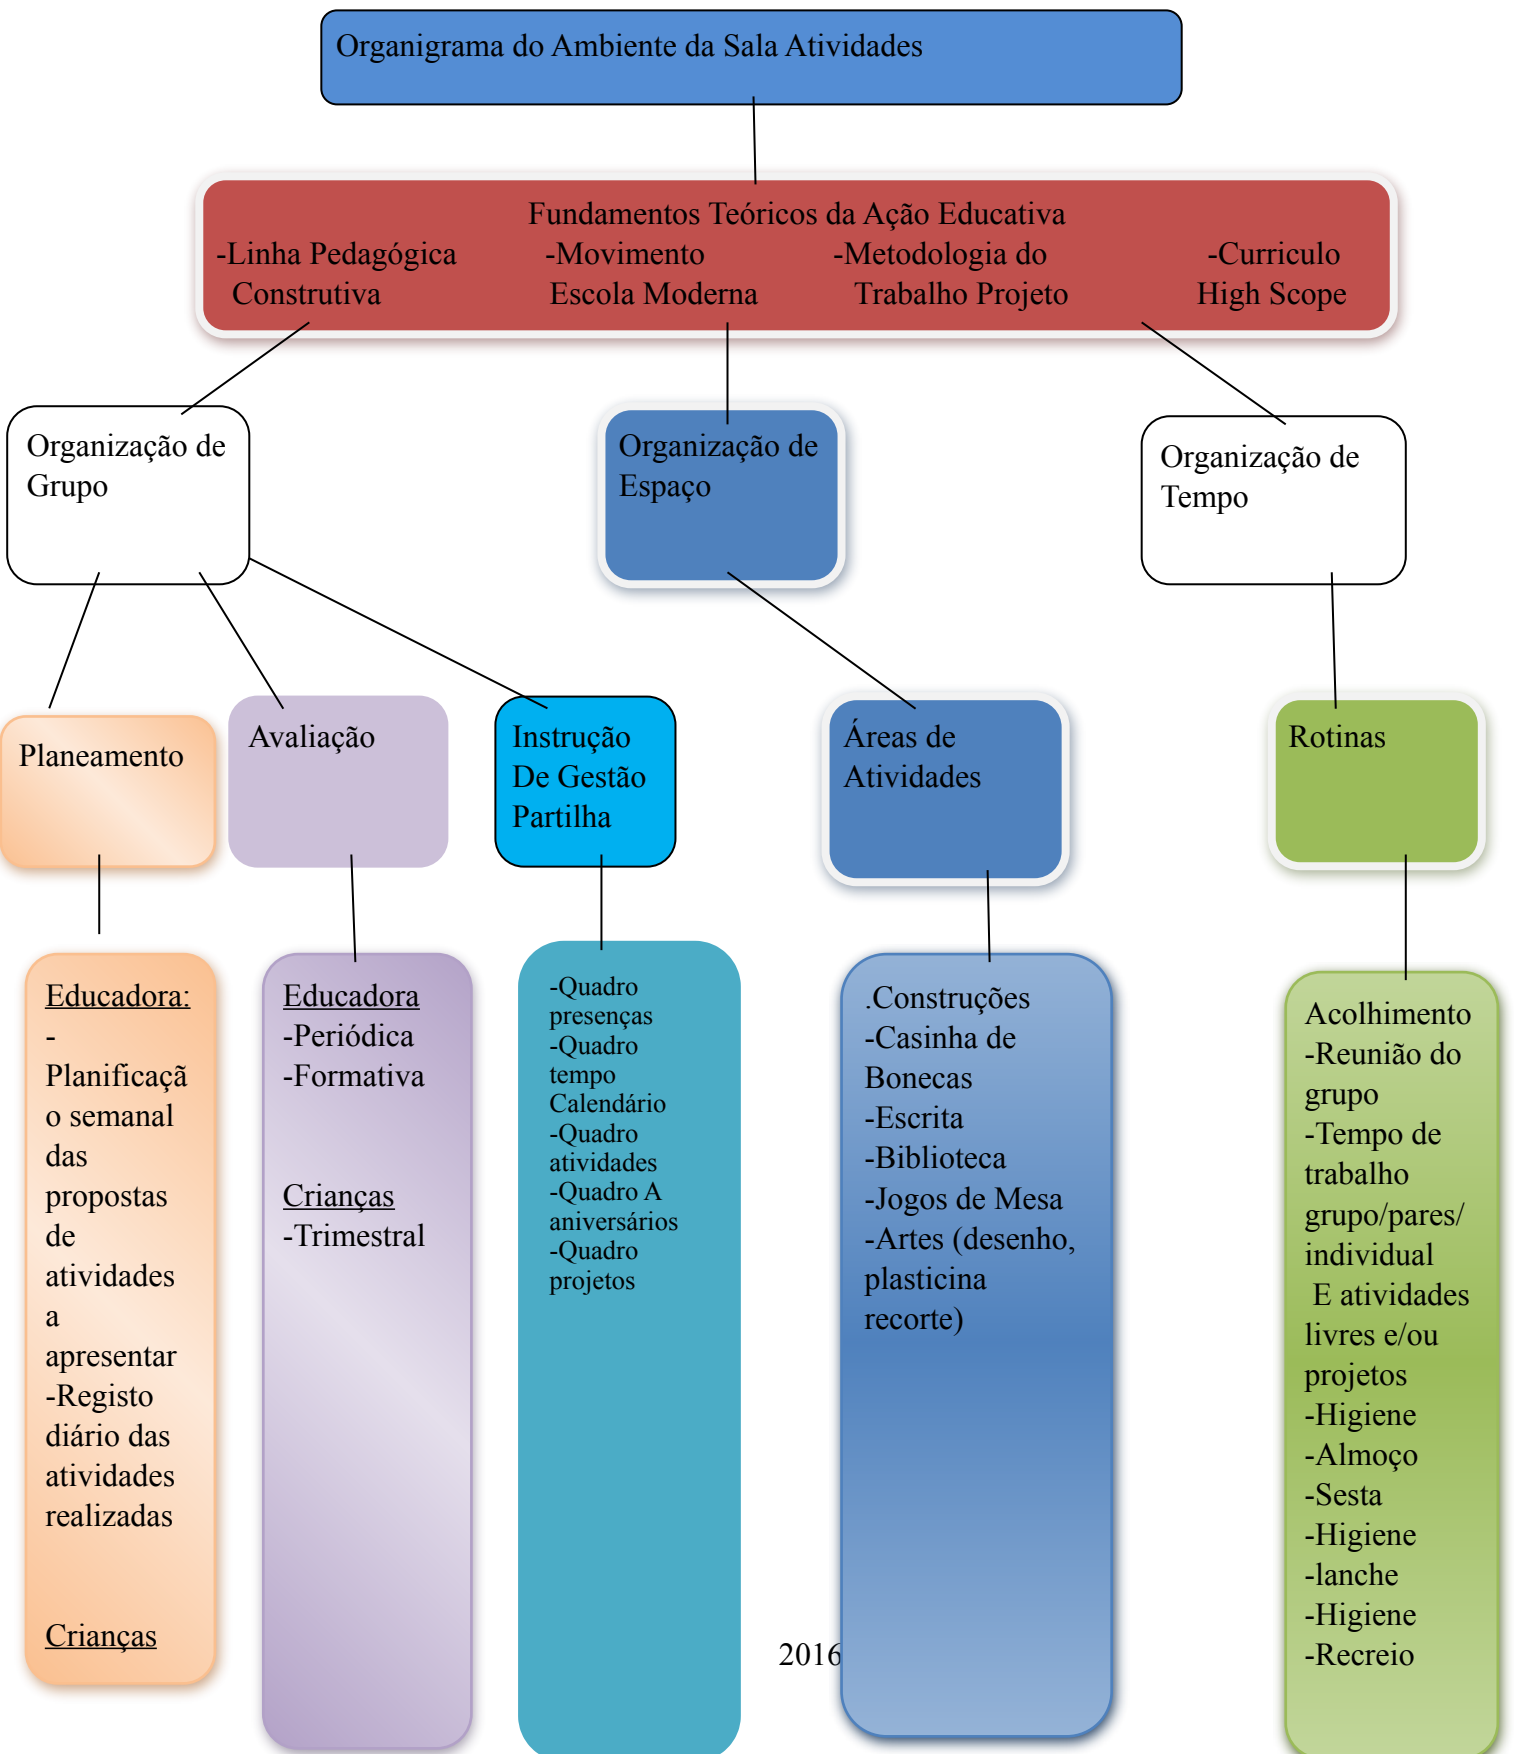 Organigrama do Ambiente da Sala Atividades
Fundamentos Teóricos da Ação Educativa
-Linha Pedagógica -Movimento -Metodologia do -Curriculo
Construtiva Escola Moderna Trabalho Projeto High Scope
Organização de
Grupo
Organização de
Espaço
Organização de
Tempo
Planeamento
Avaliação
Instrução
De Gestão
Partilha
Áreas de
Atividades
Rotinas
Educadora:
-
Planificaçã
o semanal
das
propostas
de
atividades
a
apresentar
-Registo
diário das
atividades
realizadas
Crianças
Educadora
-Periódica
-Formativa
Crianças
-Trimestral
-Quadro
presenças
-Quadro
tempo
Calendário
-Quadro
atividades
-Quadro A
aniversários
-Quadro
projetos
.Construções
-Casinha de
Bonecas
-Escrita
-Biblioteca
-Jogos de Mesa
-Artes (desenho,
plasticina
recorte)
Acolhimento
-Reunião do
grupo
-Tempo de
trabalho
grupo/pares/
individual
E atividades
livres e/ou
projetos
-Higiene
-Almoço
-Sesta
-Higiene
-lanche
-Higiene
-Recreio
2016